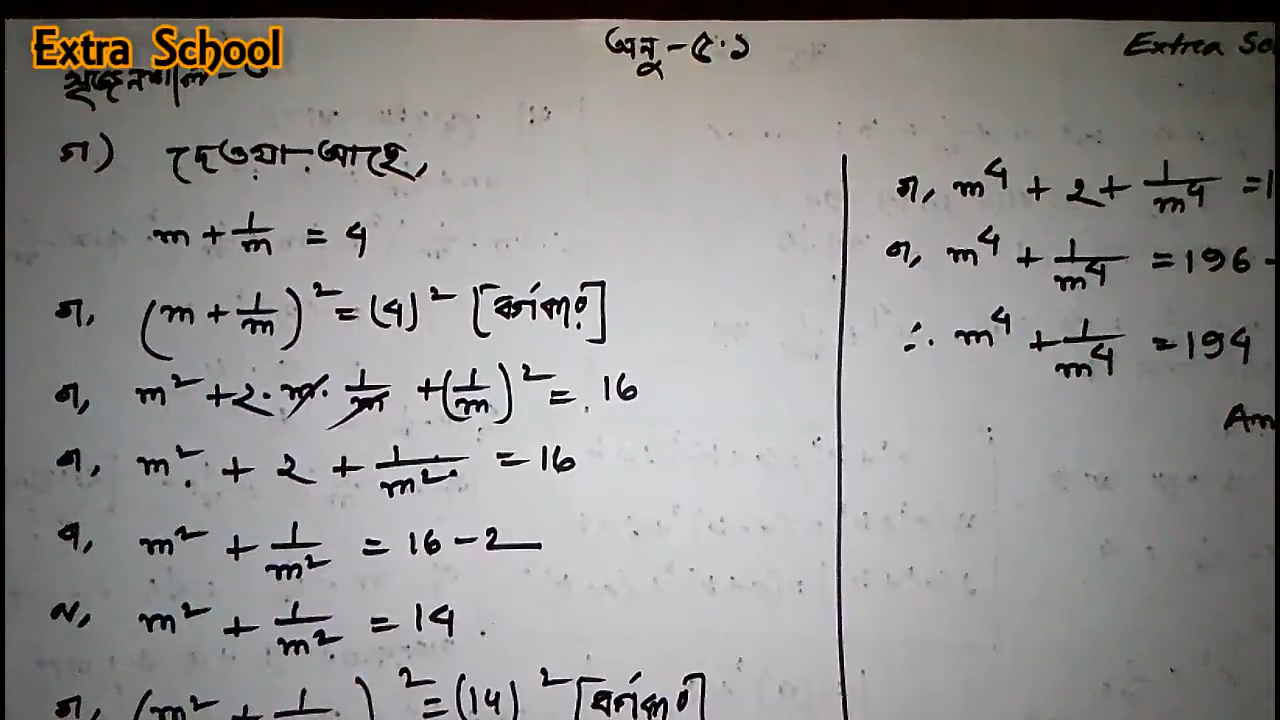 Extra School
অনু-৫.১
Extra
সৃজনশীল-
গ) দেওয়া আছে,
m + 1/m = 4
বা, (m + 1/m)² = (4)² [বর্গ করে]
বা, m² + 2·m·1/m + (1/m)² = 16
বা, m² + 2 + 1/m² = 16
বা, m² + 1/m² = 16 - 2
বা, m² + 1/m² = 14
বা, (m² + 1)² = (14)² [বর্গ করে]
বা, m⁴ + 2 + 1/m⁴ = 1
বা, m⁴ + 1/m⁴ = 196 -
∴ m⁴ + 1/m⁴ = 194